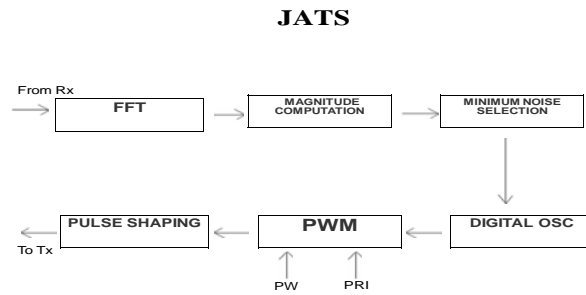 JATS
From Rx
FFT
MAGNITUDE
COMPUTATION
MINIMUM NOISE
SELECTION
PULSE SHAPING
PWM
DIGITAL OSC
To Tx
PW
PRI